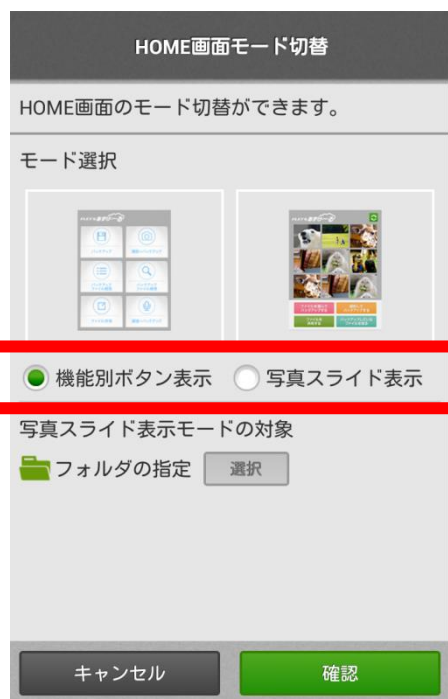 HOME画面モード切替
HOME画面のモード切替ができます。
モード選択
機能別ボタン表示 写真スライド表示
写真スライド表示モードの対象
フォルダの指定 選択
キャンセル 確認